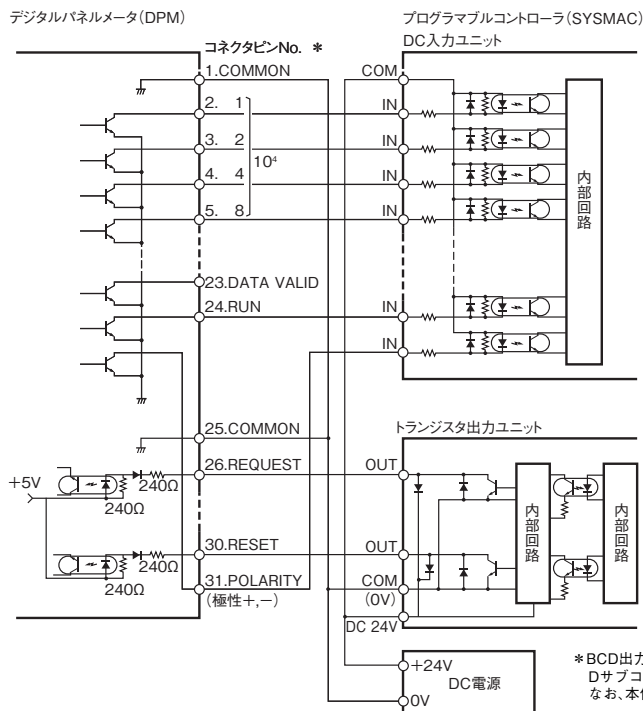 デジタルパネルメータ(DPM)
プログラマブルコントローラ(SYSMAC)
DC入力ユニット
コネクタピンNo. *
1.COMMON
COM
2. 1
IN
3. 2
IN
10⁴
4. 4
IN
5. 8
IN
内部回路
23.DATA VALID
24.RUN
IN
IN
25.COMMON
トランジスタ出力ユニット
+5V
240Ω
240Ω
26.REQUEST
OUT
内部回路
内部回路
240Ω
240Ω
30.RESET
OUT
31.POLARITY
(極性+,−)
COM
(0V)
DC 24V
+24V
DC電源
0V
*BCD出力
Dサブコ
なお、本